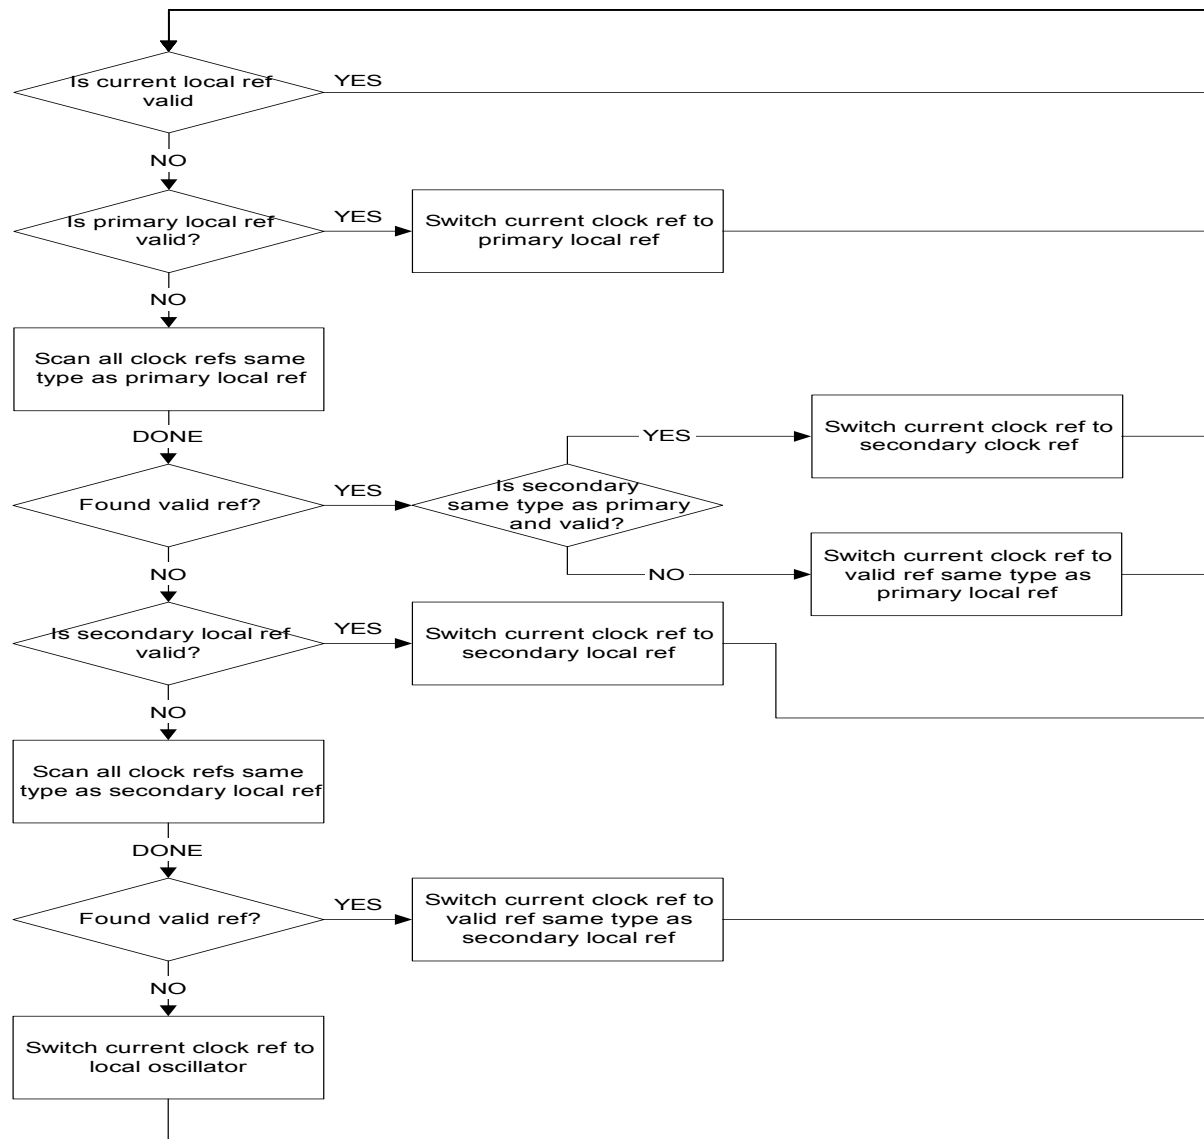 Is current local ref
valid
YES
NO
Is primary local ref
valid?
YES
Switch current clock ref to
primary local ref
NO
Scan all clock refs same
type as primary local ref
DONE
Found valid ref?
YES
Is secondary
same type as primary
and valid?
YES
Switch current clock ref to
secondary clock ref
NO
Switch current clock ref to
valid ref same type as
primary local ref
NO
Is secondary local ref
valid?
YES
Switch current clock ref to
secondary local ref
NO
Scan all clock refs same
type as secondary local ref
DONE
Found valid ref?
YES
Switch current clock ref to
valid ref same type as
secondary local ref
NO
Switch current clock ref to
local oscillator